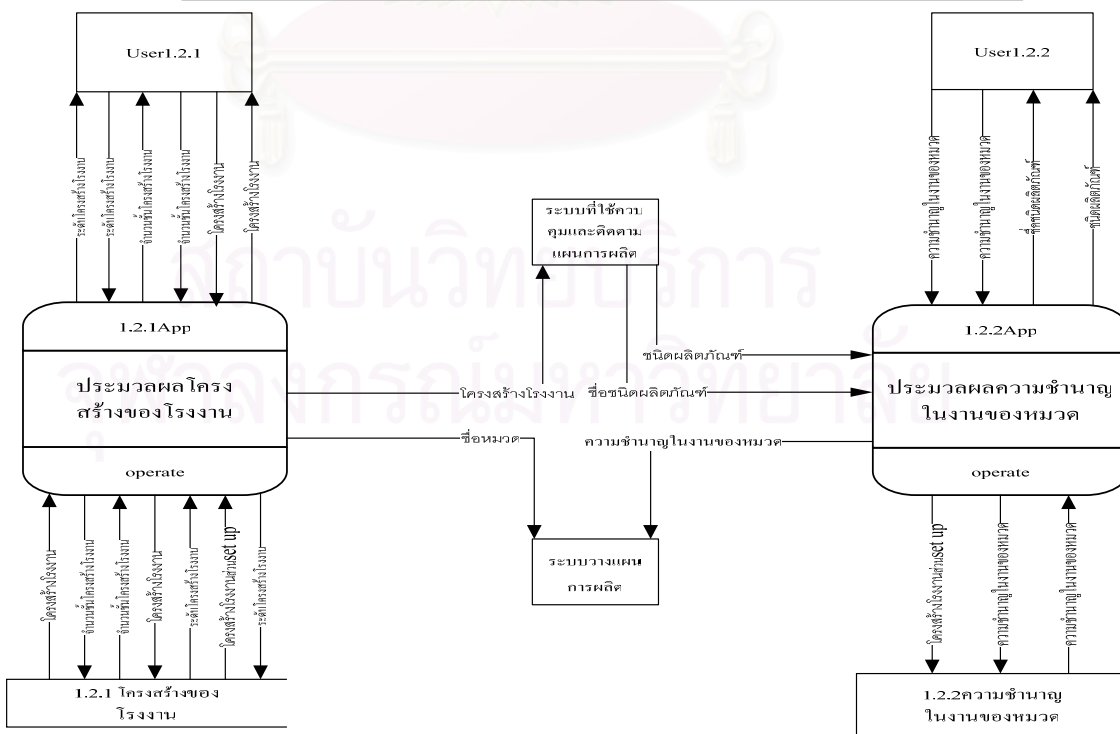 User1.2.1
User1.2.2
ระดับโครงสร้างโรงงาน
ระดับโครงสร้างโรงงาน
จำนวนชั้นโครงสร้างโรงงาน
จำนวนชั้นโครงสร้างโรงงาน
โครงสร้างโรงงาน
โครงสร้างโรงงาน
ความชำนาญในงานของหมวด
ความชำนาญในงานของหมวด
ชื่อชนิดผลิตภัณฑ์
ชนิดผลิตภัณฑ์
ระบบที่ใช้ควบ
คุมและติดตาม
แผนการผลิต
สถาบันวิทยบริการ
จุฬาลงกรณ์มหาวิทยาลัย
1.2.1App
ประมวลผลโครง
สร้างของโรงงาน
operate
1.2.2App
ประมวลผลความชำนาญ
ในงานของหมวด
operate
ชนิดผลิตภัณฑ์
โครงสร้างโรงงาน
ชื่อชนิดผลิตภัณฑ์
ชื่อหมวด
ความชำนาญในงานของหมวด
ระบบวางแผน
การผลิต
โครงสร้างโรงงาน
จำนวนชั้นโครงสร้างโรงงาน
จำนวนชั้นโครงสร้างโรงงาน
โครงสร้างโรงงาน
ระดับโครงสร้างโรงงาน
โครงสร้างโรงงานส่วนset up
ระดับโครงสร้างโรงงาน
โครงสร้างโรงงานส่วนset up
ความชำนาญในงานของหมวด
ความชำนาญในงานของหมวด
1.2.1 โครงสร้างของ
โรงงาน
1.2.2ความชำนาญ
ในงานของหมวด